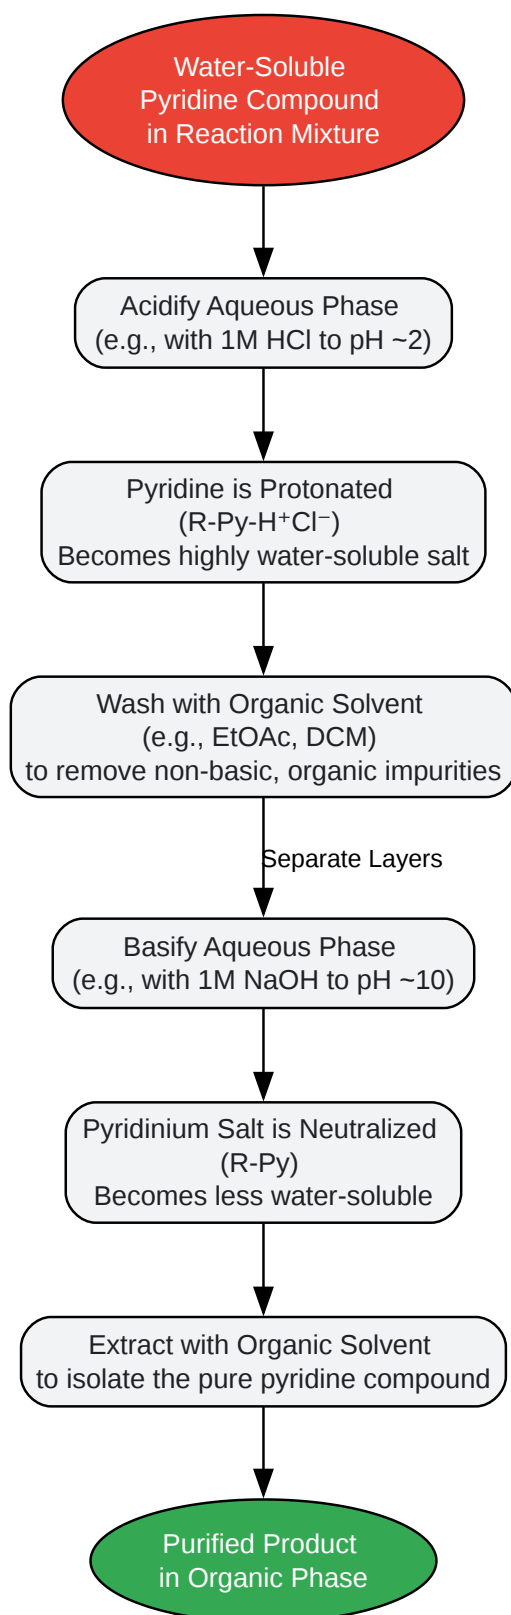 Water-Soluble
Pyridine Compound
in Reaction Mixture
Acidify Aqueous Phase
(e.g., with 1M HCl to pH ~2)
Pyridine is Protonated
(R-Py-H⁺Cl⁻)
Becomes highly water-soluble salt
Wash with Organic Solvent
(e.g., EtOAc, DCM)
to remove non-basic, organic impurities
Separate Layers
Basify Aqueous Phase
(e.g., with 1M NaOH to pH ~10)
Pyridinium Salt is Neutralized
(R-Py)
Becomes less water-soluble
Extract with Organic Solvent
to isolate the pure pyridine compound
Purified Product
in Organic Phase